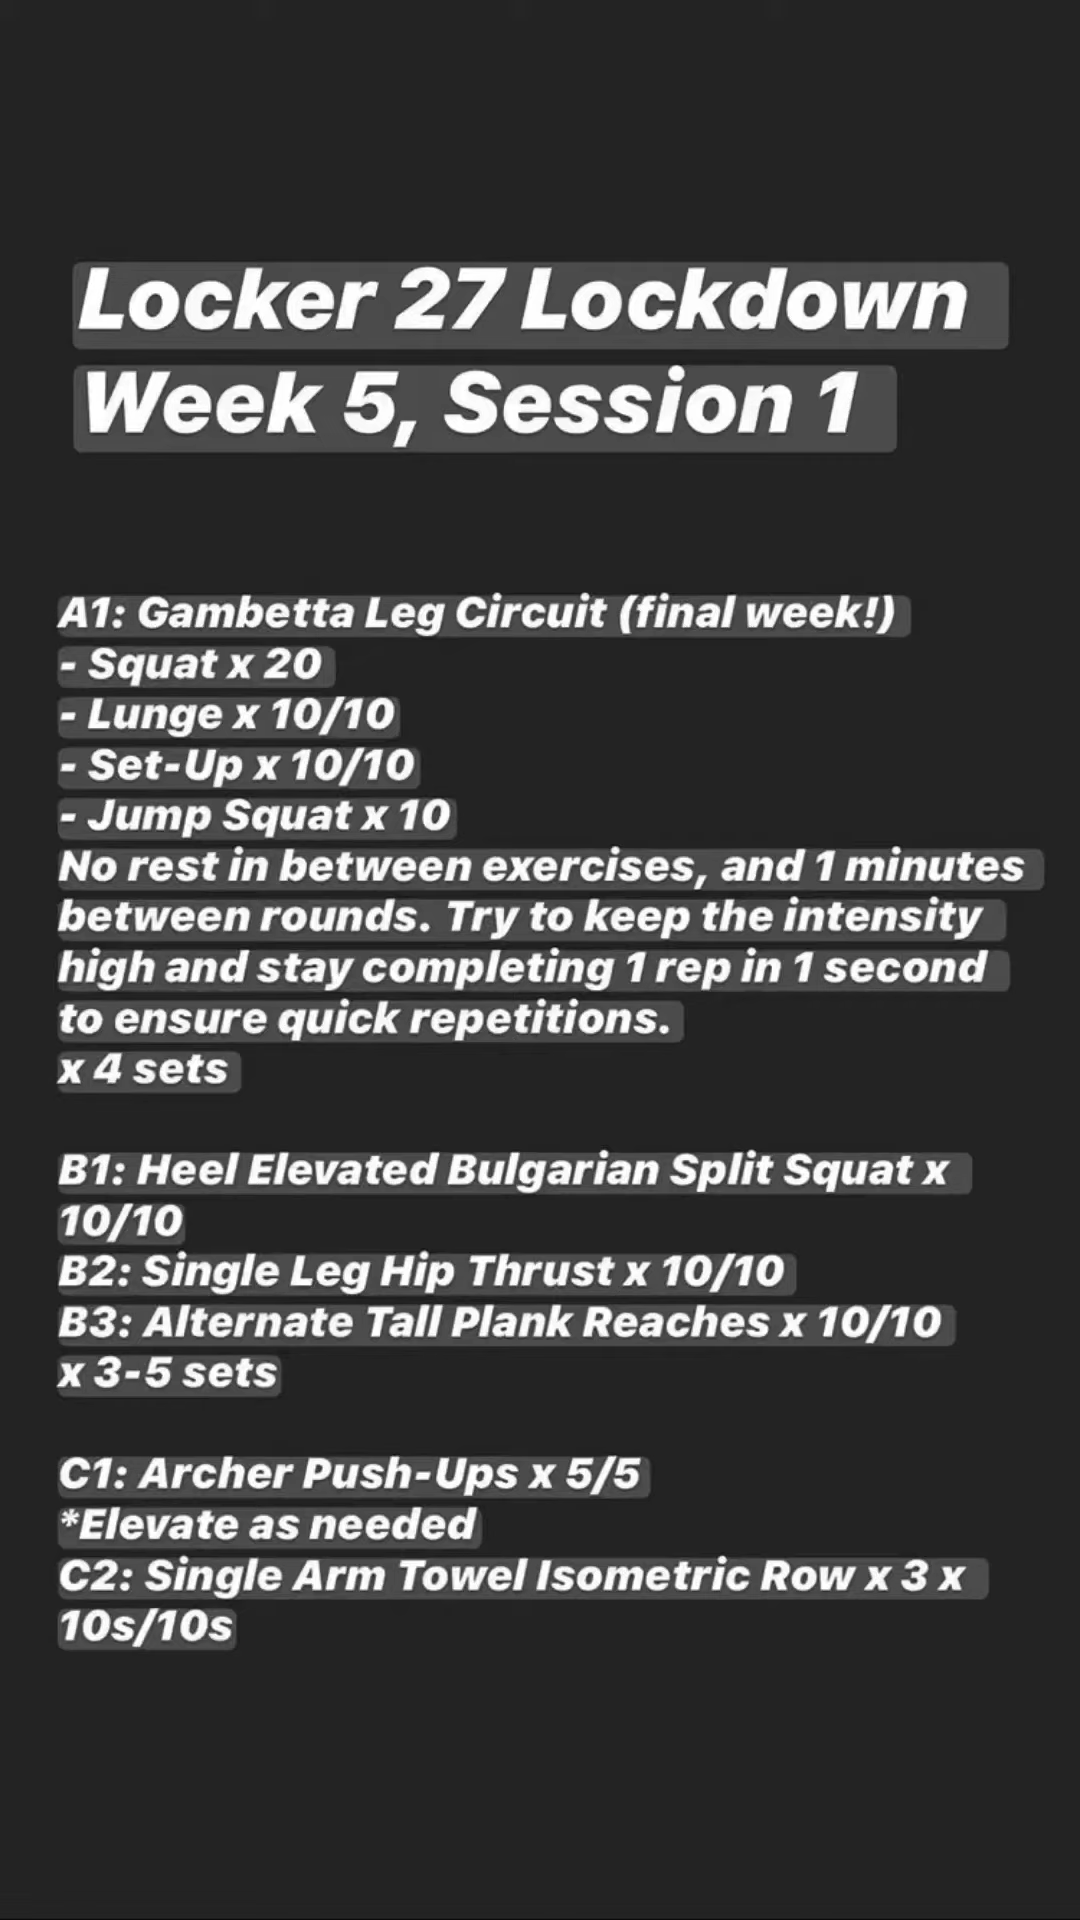 Locker 27 Lockdown
Week 5, Session 1
A1: Gambetta Leg Circuit (final week!)
- Squat x 20
- Lunge x 10/10
- Set-Up x 10/10
- Jump Squat x 10
No rest in between exercises, and 1 minutes
between rounds. Try to keep the intensity
high and stay completing 1 rep in 1 second
to ensure quick repetitions.
x 4 sets
B1: Heel Elevated Bulgarian Split Squat x
10/10
B2: Single Leg Hip Thrust x 10/10
B3: Alternate Tall Plank Reaches x 10/10
x 3-5 sets
C1: Archer Push-Ups x 5/5
*Elevate as needed
C2: Single Arm Towel Isometric Row x 3 x
10s/10s